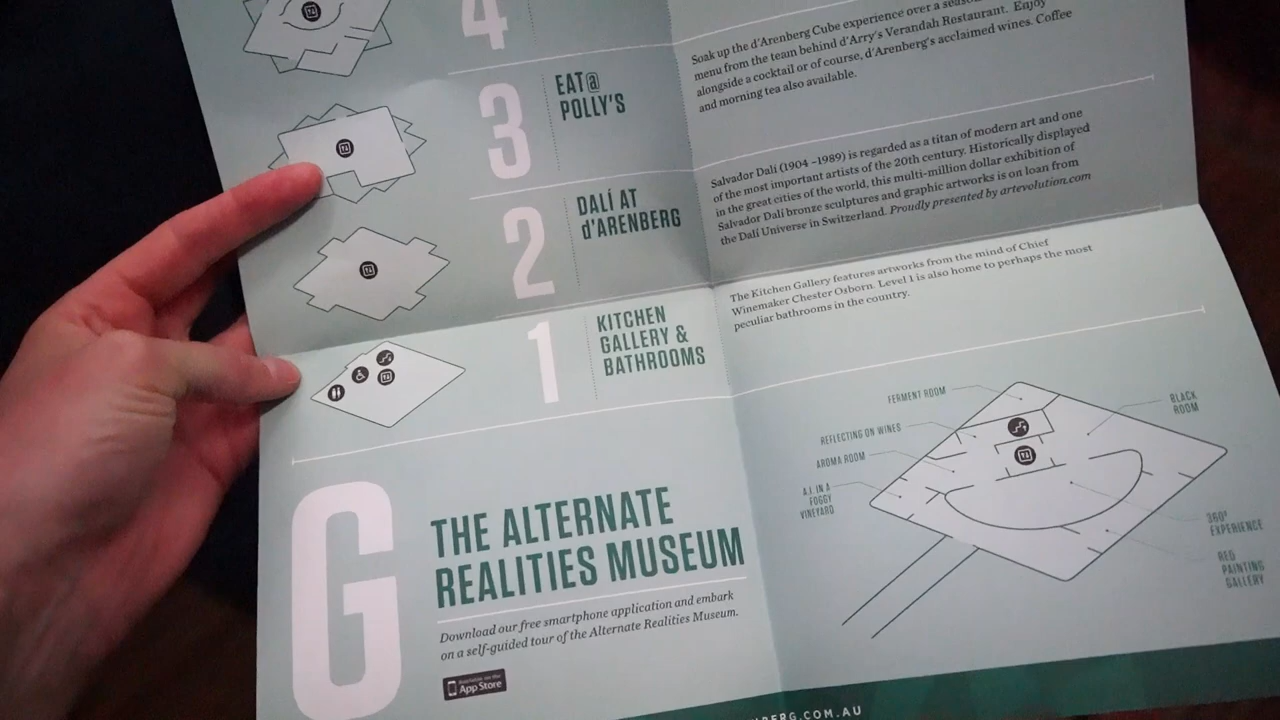 4
Soak up the d'Arenberg Cube experience over a
menu from the team behind d'Arry's Verandah Restaurant. Enjoy
alongside a cocktail or of course, d'Arenberg's acclaimed wines. Coffee
and morning tea also available.
3
EAT@
POLLY'S
Salvador Dalí (1904 –1989) is regarded as a titan of modern art and one
of the most important artists of the 20th century. Historically displayed
in the great cities of the world, this multi-million dollar exhibition of
Salvador Dalí bronze sculptures and graphic artworks is on loan from
the Dalí Universe in Switzerland. Proudly presented by artevolution.com
2
DALÍ AT
d'ARENBERG
The Kitchen Gallery features artworks from the mind of Chief
Winemaker Chester Osborn. Level 1 is also home to perhaps the most
peculiar bathrooms in the country.
1
KITCHEN
GALLERY &
BATHROOMS
G
THE ALTERNATE
REALITIES MUSEUM
Download our free smartphone application and embark
on a self-guided tour of the Alternate Realities Museum.
Available on the
App Store
FERMENT ROOM
REFLECTING ON WINES
AROMA ROOM
A.I. IN A
FOGGY
VINEYARD
BLACK
ROOM
360°
EXPERIENCE
RED
PAINTING
GALLERY
BERG.COM.AU